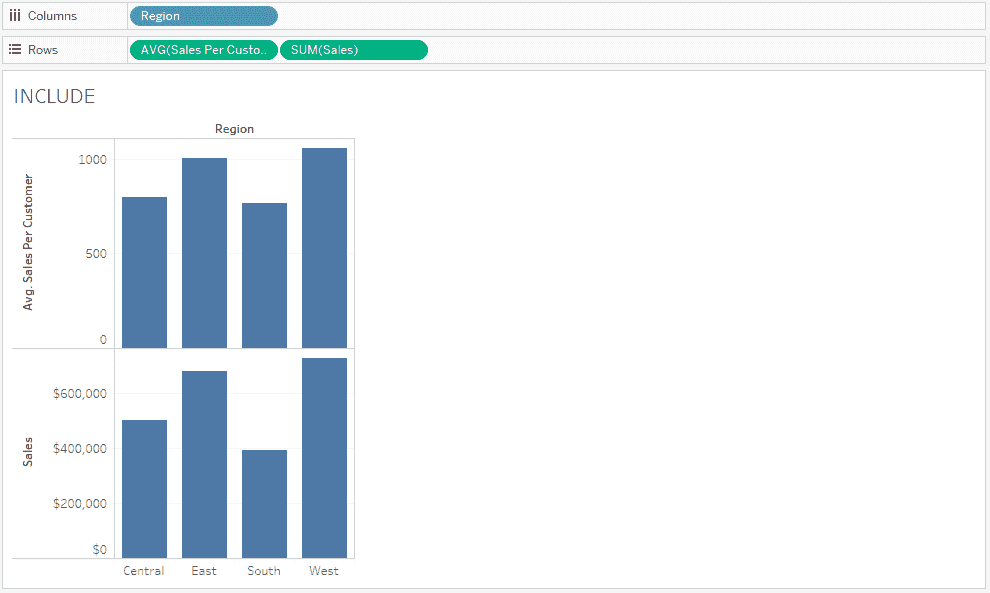 Columns
Region
Rows
AVG(Sales Per Custo..
SUM(Sales)
INCLUDE
Region
Avg. Sales Per Customer
1000
500
0
Sales
$600,000
$400,000
$200,000
$0
Central East South West